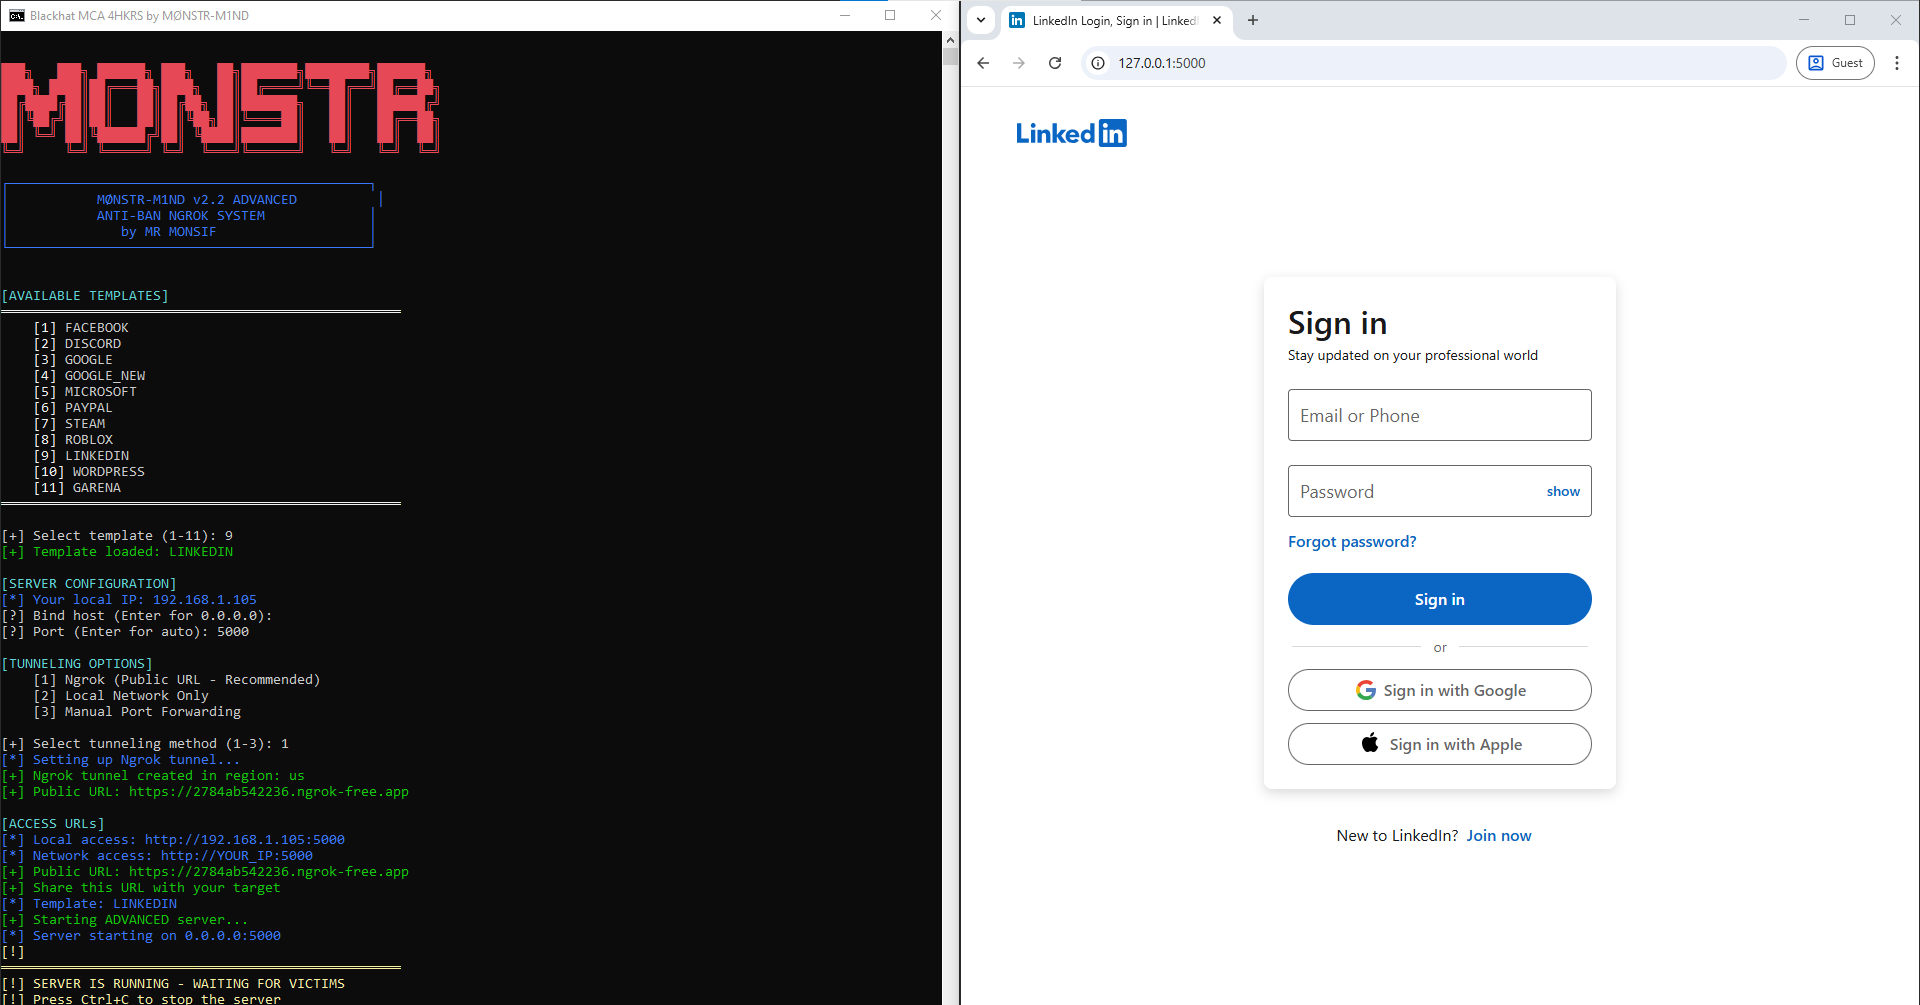 Blackhat MCA 4HKRS by MØNSTR-M1ND
MONSTR
MØNSTR-M1ND v2.2 ADVANCED
ANTI-BAN NGROK SYSTEM
by MR MONSIF
[AVAILABLE TEMPLATES]
[1] FACEBOOK
[2] DISCORD
[3] GOOGLE
[4] GOOGLE_NEW
[5] MICROSOFT
[6] PAYPAL
[7] STEAM
[8] ROBLOX
[9] LINKEDIN
[10] WORDPRESS
[11] GARENA
[+] Select template (1-11): 9
[+] Template loaded: LINKEDIN
[SERVER CONFIGURATION]
[*] Your local IP: 192.168.1.105
[?] Bind host (Enter for 0.0.0.0):
[?] Port (Enter for auto): 5000
[TUNNELING OPTIONS]
[1] Ngrok (Public URL - Recommended)
[2] Local Network Only
[3] Manual Port Forwarding
[+] Select tunneling method (1-3): 1
[*] Setting up Ngrok tunnel...
[+] Ngrok tunnel created in region: us
[+] Public URL: https://2784ab542236.ngrok-free.app
[ACCESS URLs]
[*] Local access: http://192.168.1.105:5000
[*] Network access: http://YOUR_IP:5000
[+] Public URL: https://2784ab542236.ngrok-free.app
[+] Share this URL with your target
[*] Template: LINKEDIN
[+] Starting ADVANCED server...
[*] Server starting on 0.0.0.0:5000
[!]
[!] SERVER IS RUNNING - WAITING FOR VICTIMS
[!] Press Ctrl+C to stop the server
LinkedIn Login, Sign in | Linked
127.0.0.1:5000
Guest
Linkedin
Sign in
Stay updated on your professional world
Email or Phone
Password show
Forgot password?
Sign in
or
Sign in with Google
Sign in with Apple
New to LinkedIn? Join now